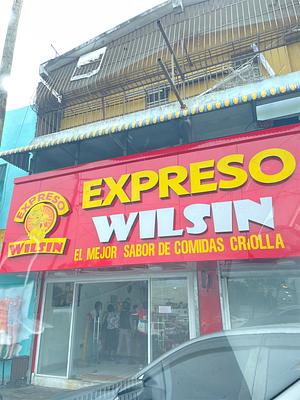 EXPRESO
WILSIN
EXPRESO
WILSIN
EL MEJOR SABOR DE COMIDAS CRiOLLA